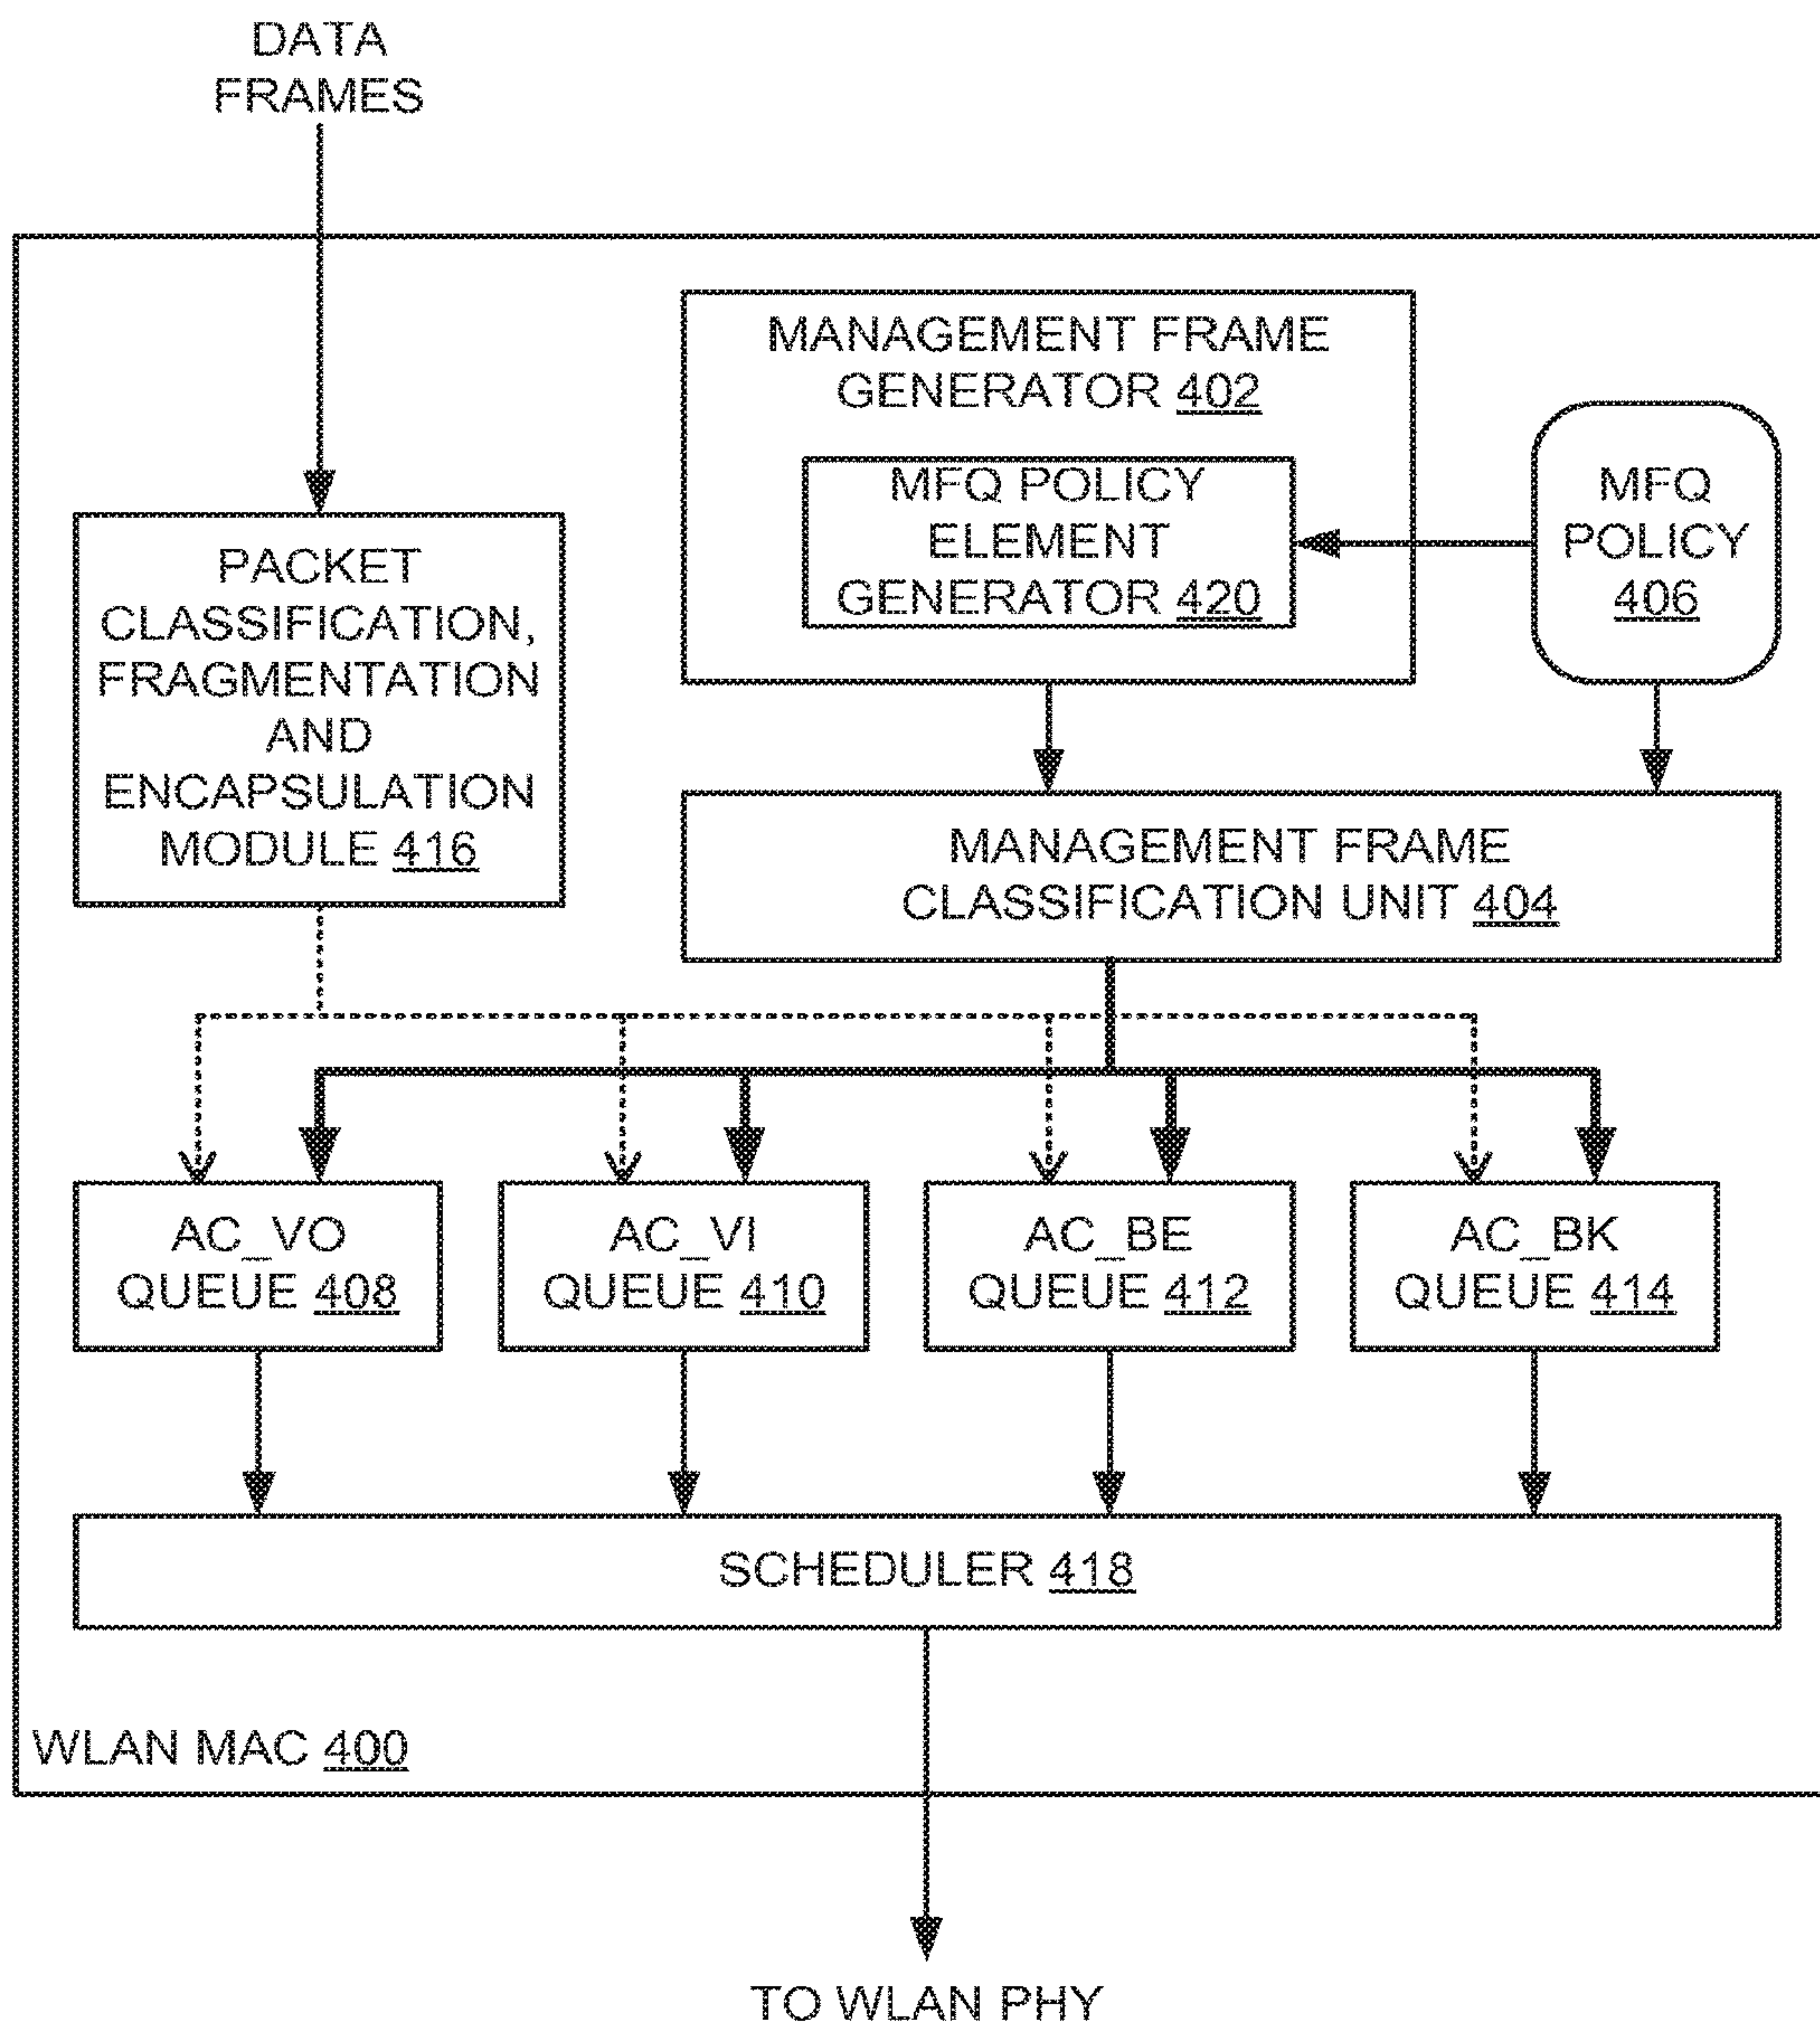 DATA
FRAMES
MANAGEMENT FRAME
GENERATOR 402
MFQ POLICY
ELEMENT
GENERATOR 420
MFQ
POLICY
406
PACKET
CLASSIFICATION,
FRAGMENTATION
AND
ENCAPSULATION
MODULE 416
MANAGEMENT FRAME
CLASSIFICATION UNIT 404
AC_VO
QUEUE 408
AC_VI
QUEUE 410
AC_BE
QUEUE 412
AC_BK
QUEUE 414
SCHEDULER 418
WLAN MAC 400
TO WLAN PHY